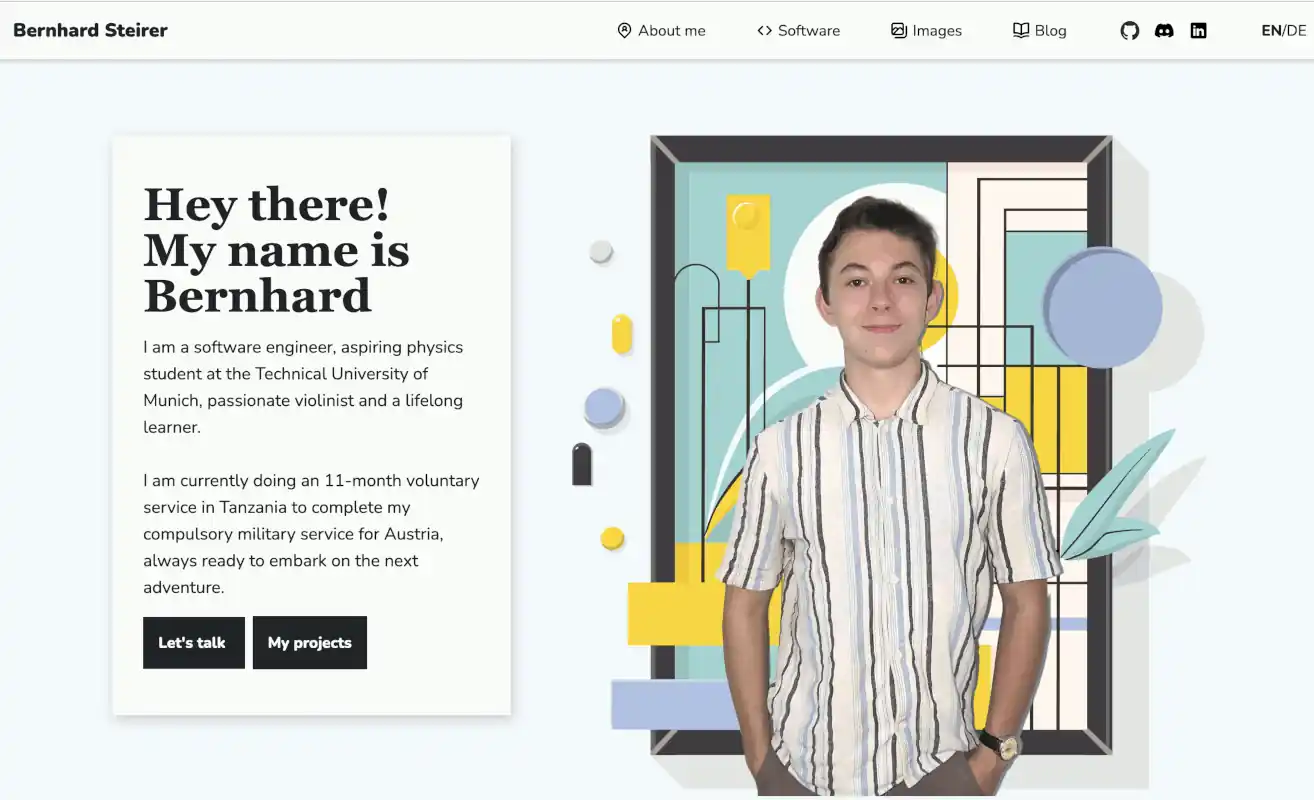 Bernhard Steirer
About me
Software
Images
Blog
EN/DE
Hey there!
My name is
Bernhard
I am a software engineer, aspiring physics
student at the Technical University of
Munich, passionate violinist and a lifelong
learner.
I am currently doing an 11-month voluntary
service in Tanzania to complete my
compulsory military service for Austria,
always ready to embark on the next
adventure.
Let's talk
My projects